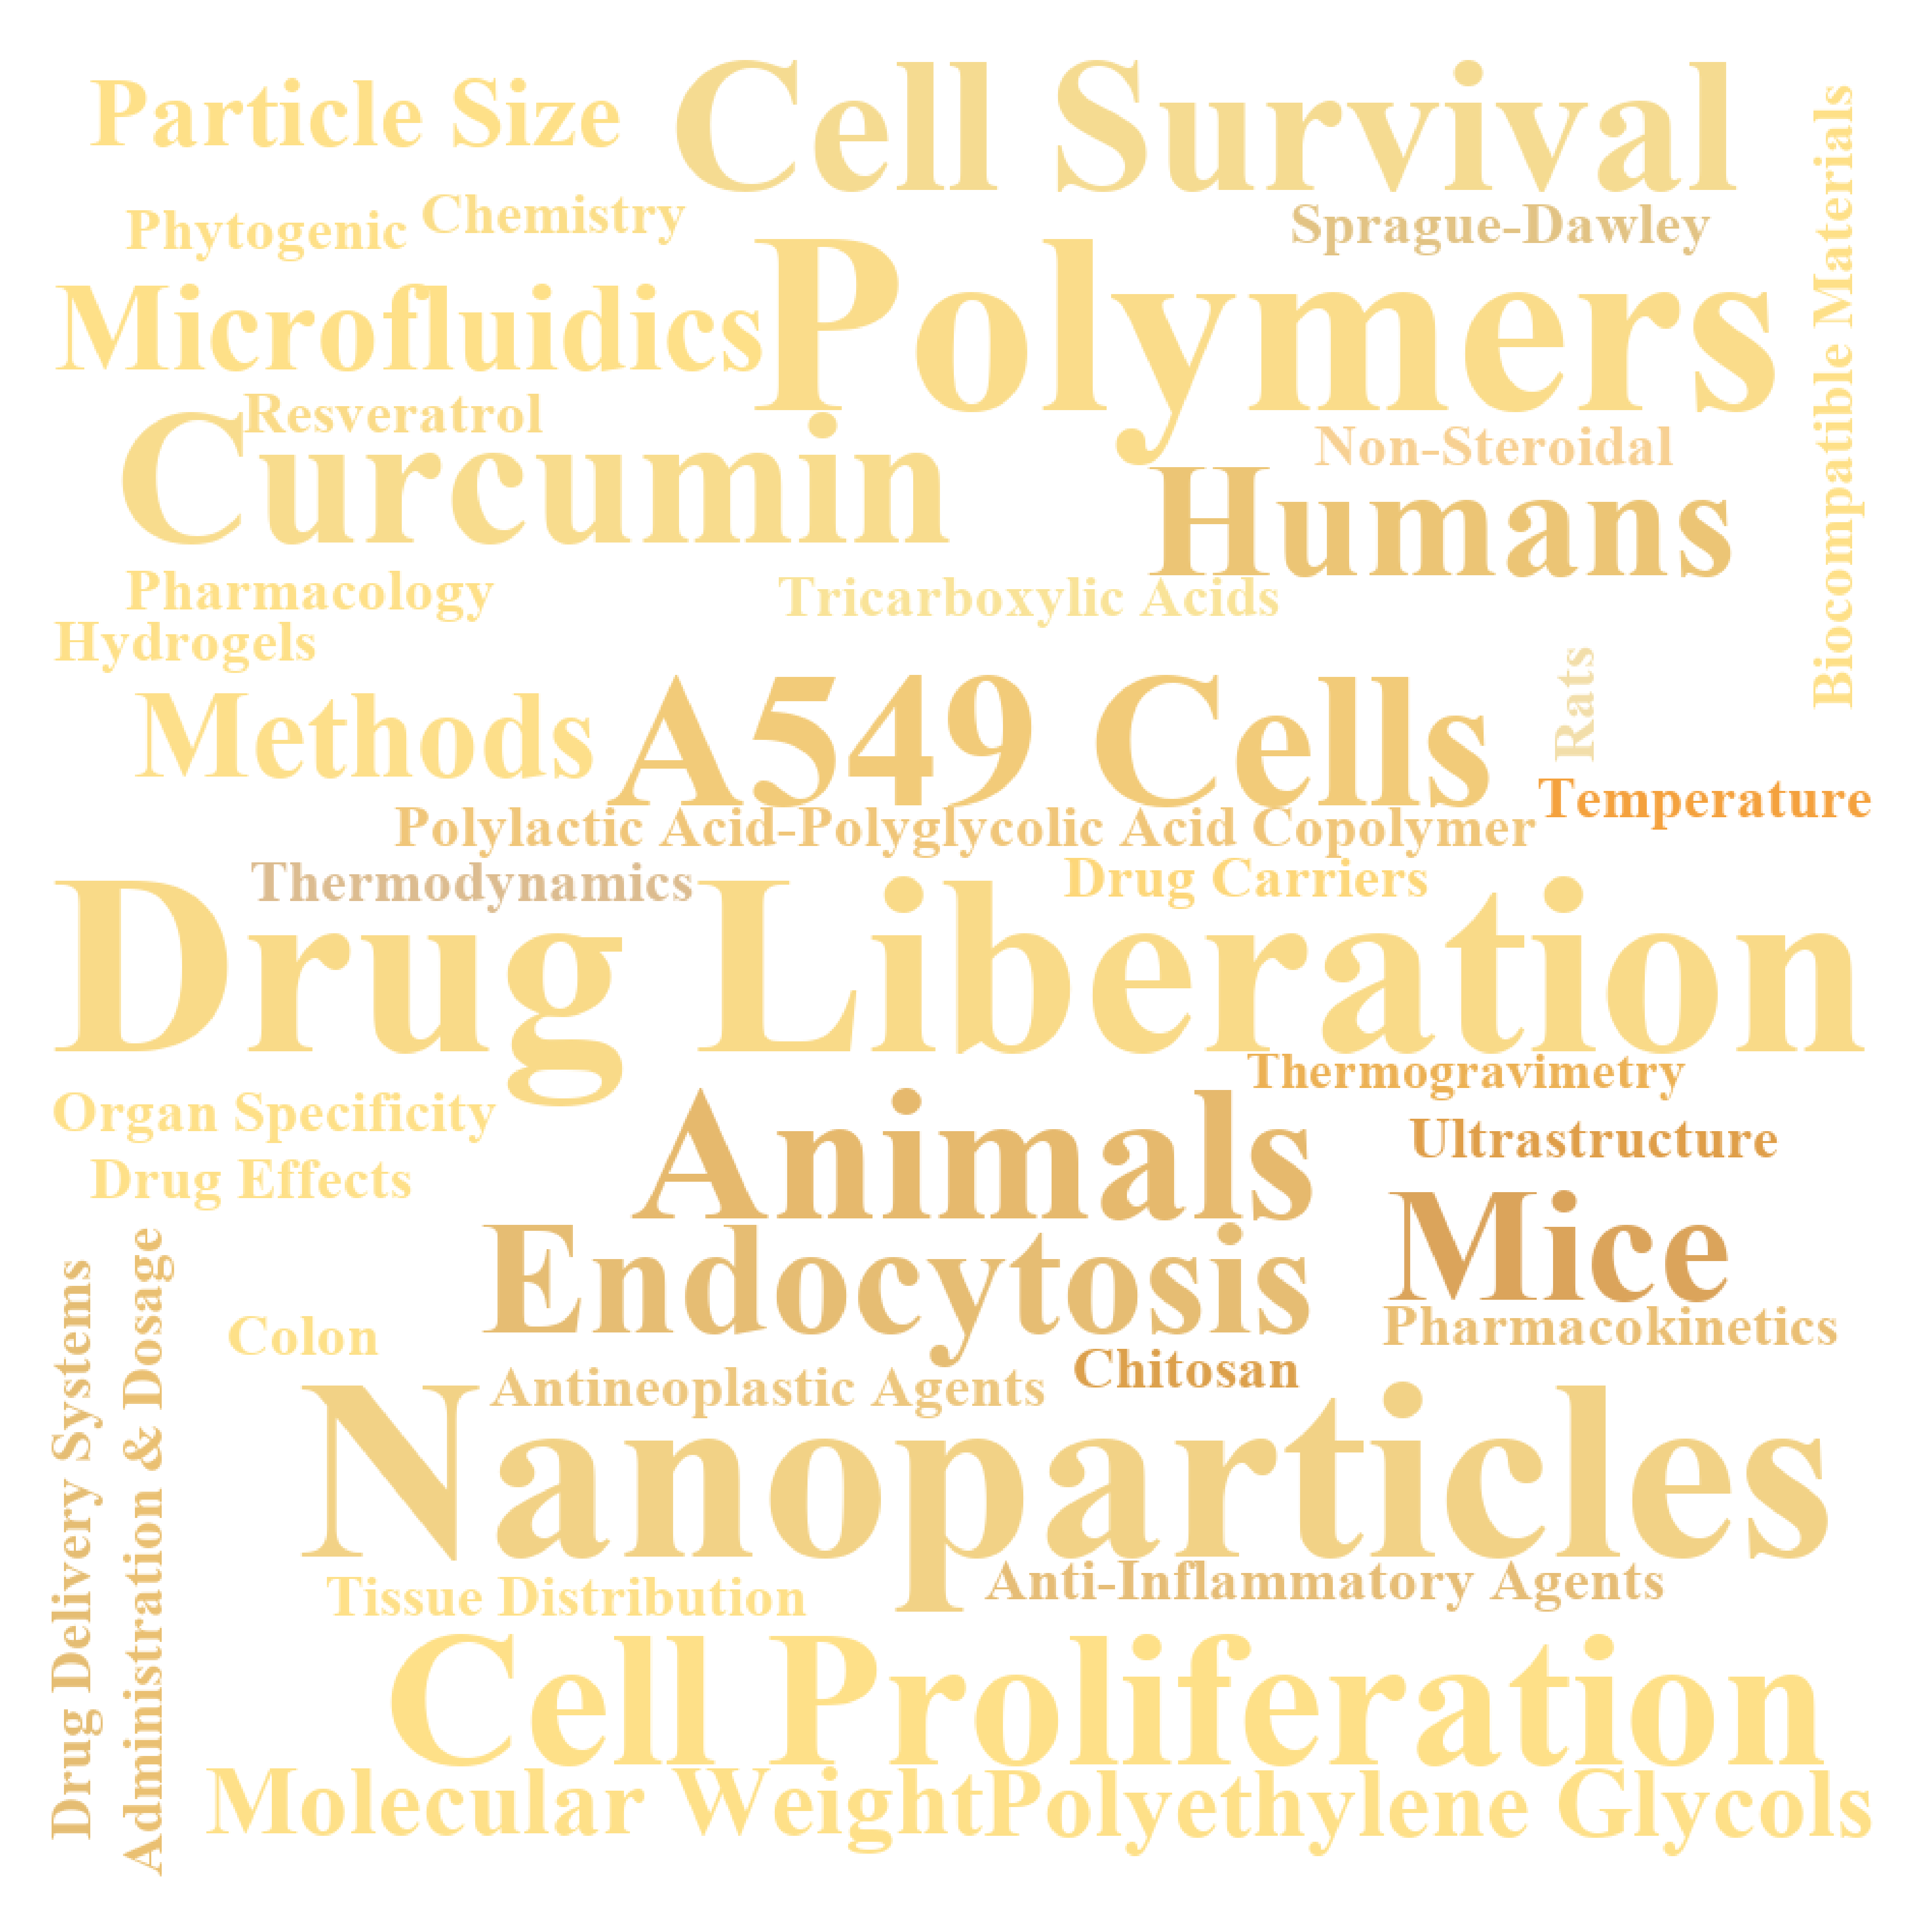 Particle Size
Cell Survival
Phytogenic
Chemistry
Sprague-Dawley
Biocompatible Materials
Microfluidics
Polymers
Resveratrol
Curcumin
Non-Steroidal
Humans
Pharmacology
Tricarboxylic Acids
Hydrogels
Rats
Methods
A549 Cells
Temperature
Polylactic Acid-Polyglycolic Acid Copolymer
Thermodynamics
Drug Carriers
Drug Liberation
Thermogravimetry
Organ Specificity
Animals
Ultrastructure
Drug Effects
Mice
Endocytosis
Pharmacokinetics
Drug Delivery Systems
Administration & Dosage
Colon
Chitosan
Antineoplastic Agents
Nanoparticles
Tissue Distribution
Anti-Inflammatory Agents
Cell Proliferation
Molecular Weight
Polyethylene Glycols